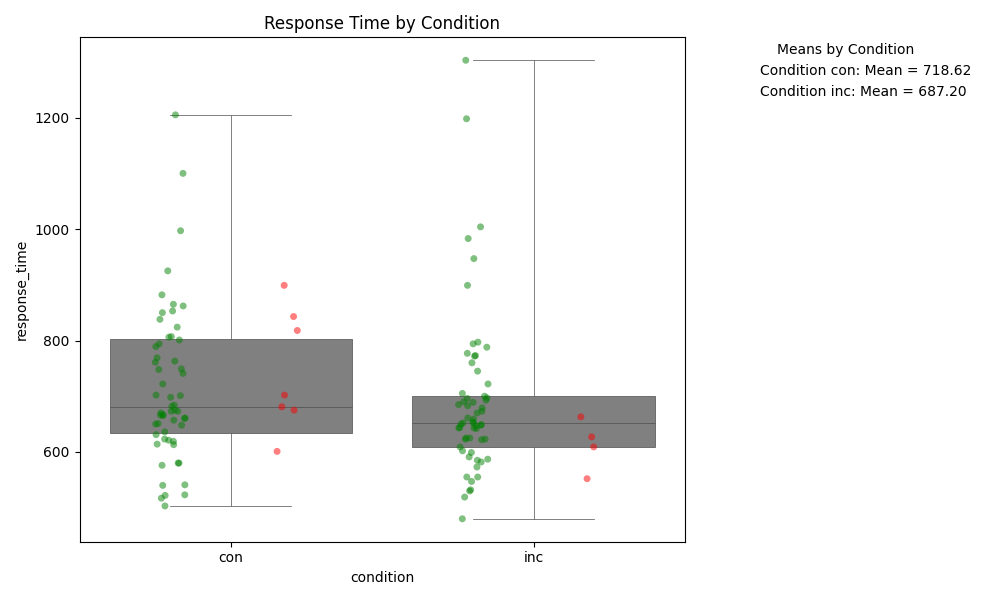 Response Time by Condition
Means by Condition
Condition con: Mean = 718.62
Condition inc: Mean = 687.20
1200
1000
800
600
response_time
con inc
condition